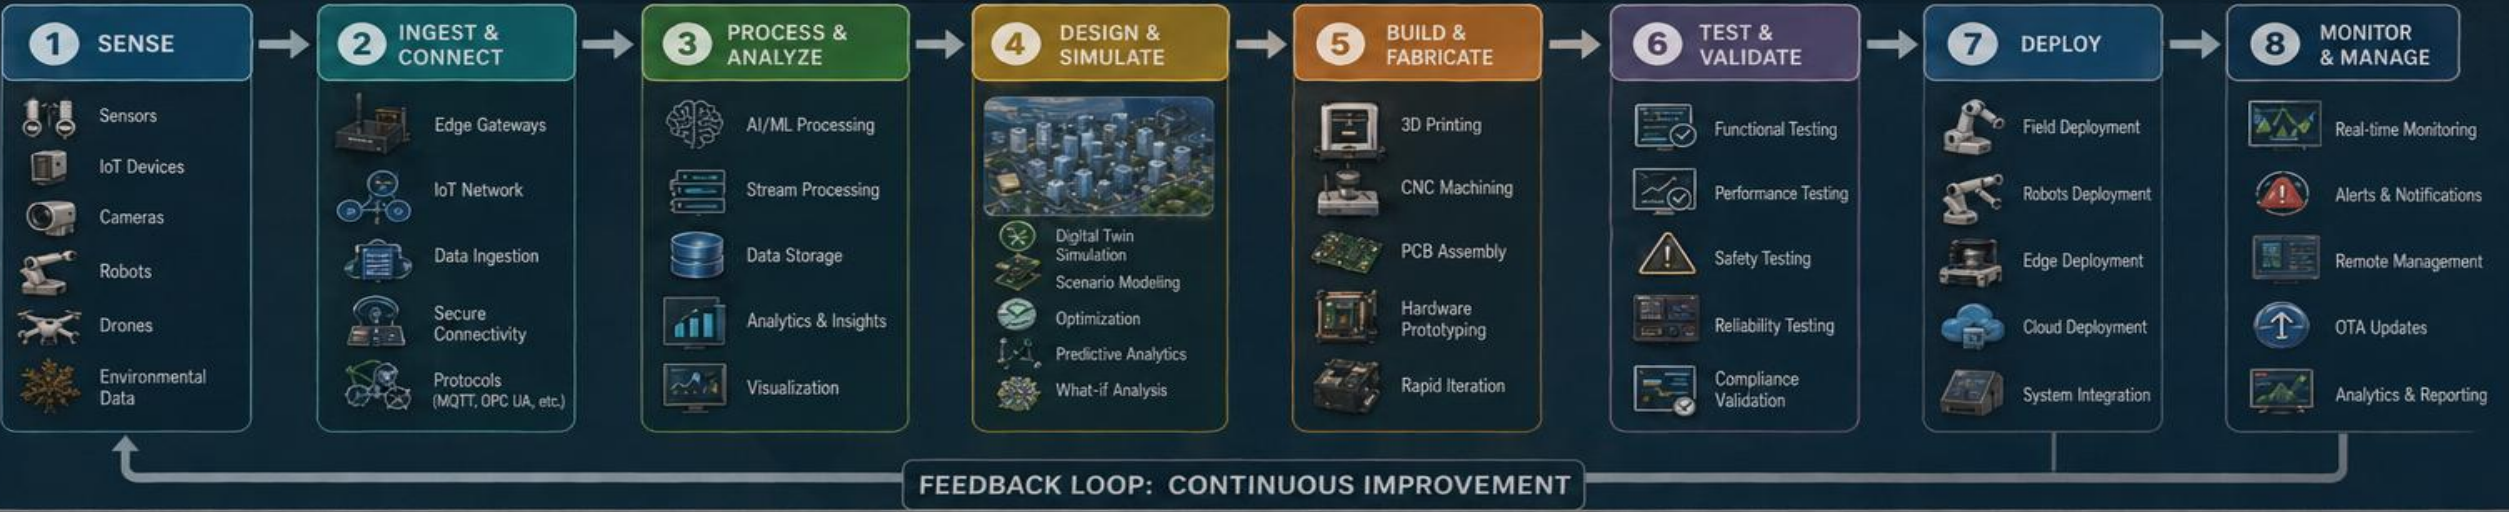 1 SENSE
Sensors
IoT Devices
Cameras
Robots
Drones
Environmental
Data
2 INGEST &
CONNECT
Edge Gateways
IoT Network
Data Ingestion
Secure
Connectivity
Protocols
(MQTT, OPC UA, etc.)
3 PROCESS &
ANALYZE
AI/ML Processing
Stream Processing
Data Storage
Analytics & Insights
Visualization
4 DESIGN &
SIMULATE
Digital Twin
Simulation
Scenario Modeling
Optimization
Predictive Analytics
What-if Analysis
5 BUILD &
FABRICATE
3D Printing
CNC Machining
PCB Assembly
Hardware
Prototyping
Rapid Iteration
6 TEST &
VALIDATE
Functional Testing
Performance Testing
Safety Testing
Reliability Testing
Compliance
Validation
7 DEPLOY
Field Deployment
Robots Deployment
Edge Deployment
Cloud Deployment
System Integration
8 MONITOR
& MANAGE
Real-time Monitoring
Alerts & Notifications
Remote Management
OTA Updates
Analytics & Reporting
FEEDBACK LOOP: CONTINUOUS IMPROVEMENT